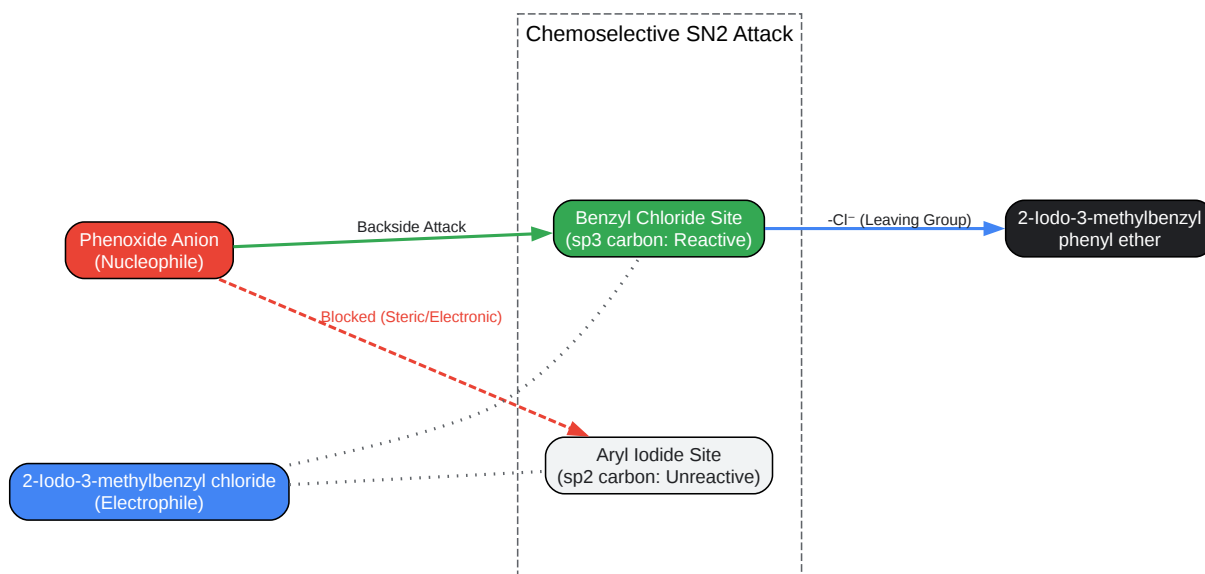 Chemoselective SN2 Attack
Phenoxide Anion
(Nucleophile)
Backside Attack
Benzyl Chloride Site
(sp3 carbon: Reactive)
-Cl⁻ (Leaving Group)
2-Iodo-3-methylbenzyl
phenyl ether
Blocked (Steric/Electronic)
2-Iodo-3-methylbenzyl chloride
(Electrophile)
Aryl Iodide Site
(sp2 carbon: Unreactive)